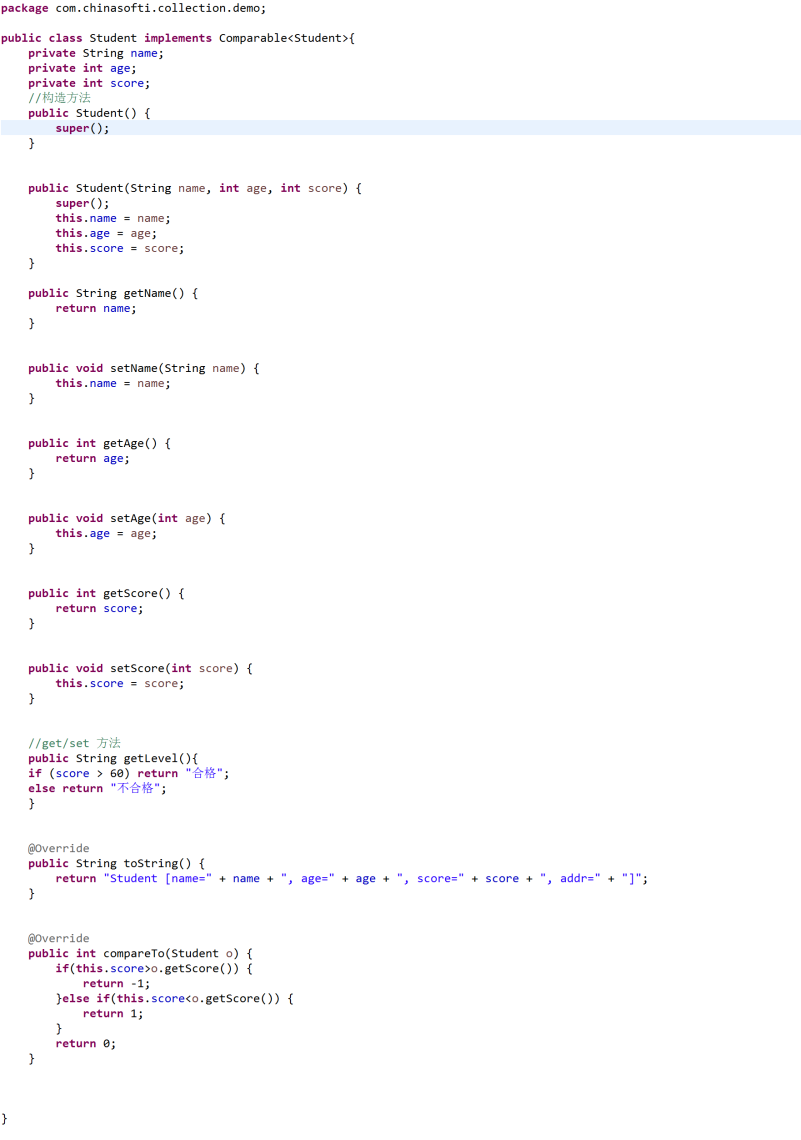 package com.chinasofti.collection.demo;
public class Student implements Comparable<Student>{
private String name;
private int age;
private int score;
//构造方法
public Student() {
super();
}
public Student(String name, int age, int score) {
super();
this.name = name;
this.age = age;
this.score = score;
}
public String getName() {
return name;
}
public void setName(String name) {
this.name = name;
}
public int getAge() {
return age;
}
public void setAge(int age) {
this.age = age;
}
public int getScore() {
return score;
}
public void setScore(int score) {
this.score = score;
}
//get/set 方法
public String getLevel(){
if (score > 60) return "合格";
else return "不合格";
}
@Override
public String toString() {
return "Student [name=" + name + ", age=" + age + ", score=" + score + ", addr=" + "]";
}
@Override
public int compareTo(Student o) {
if(this.score>o.getScore()) {
return -1;
}else if(this.score<o.getScore()) {
return 1;
}
return 0;
}
}